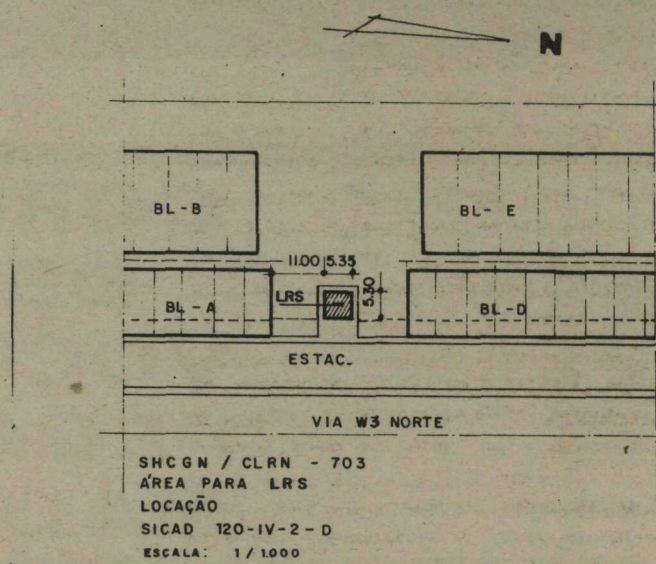 N
BL-B
BL- E
11.00 5.35
5.30
BL-A
LRS
BL-D
ESTAC.
VIA W3 NORTE
SHCGN / CLRN - 703
ÁREA PARA LRS
LOCAÇÃO
SICAD 120-IV-2-D
ESCALA: 1/1.000